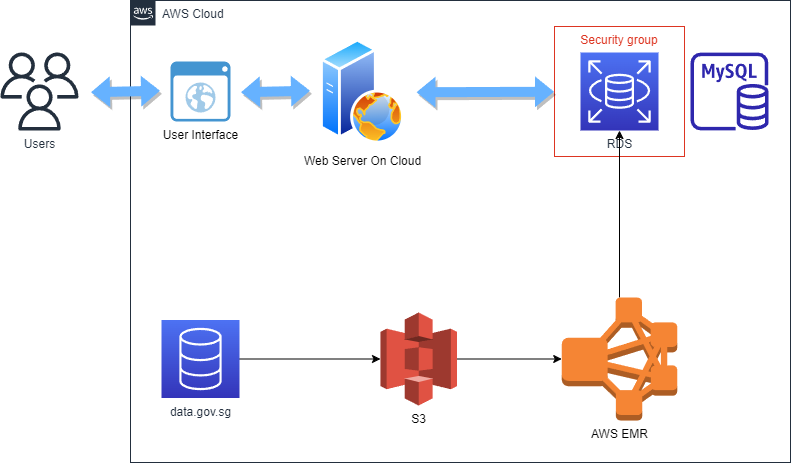 aws
AWS Cloud
Security group
MySQL
Users
User Interface
Web Server On Cloud
RDS
data.gov.sg
S3
AWS EMR